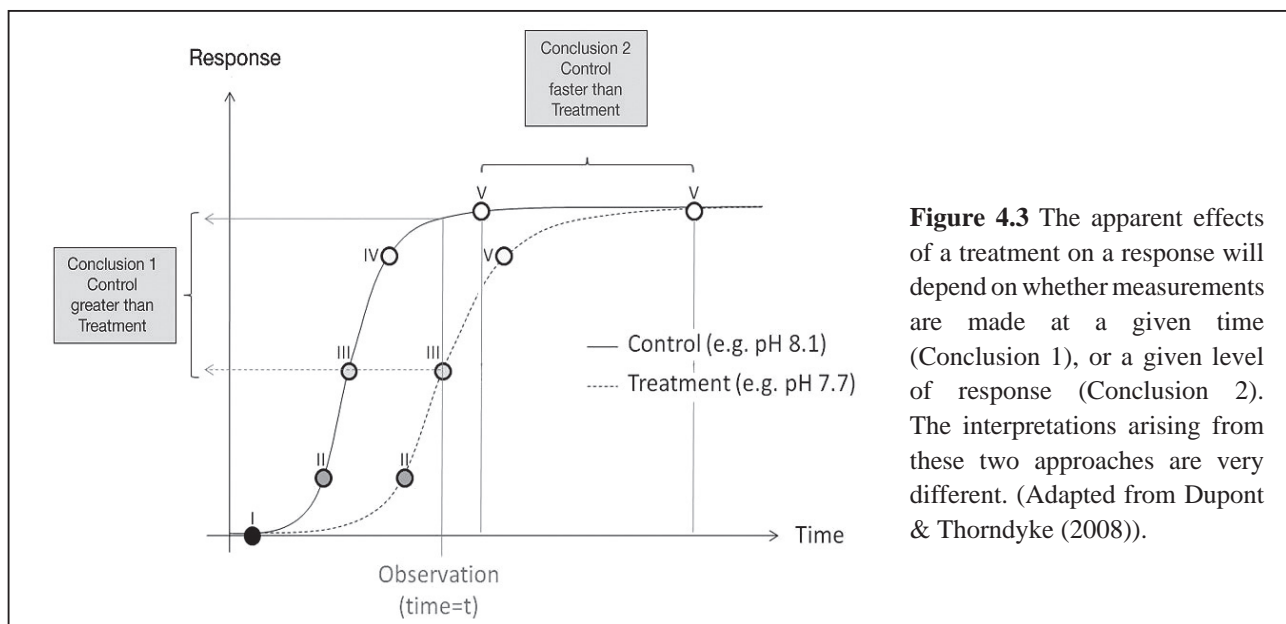 Response
Conclusion 2
Control
faster than
Treatment
V
V
IV
V
Conclusion 1
Control
greater than
Treatment
III
III
Control (e.g. pH 8.1)
Treatment (e.g. pH 7.7)
II
II
I
Time
Observation
(time=t)
Figure 4.3 The apparent effects
of a treatment on a response will
depend on whether measurements
are made at a given time
(Conclusion 1), or a given level
of response (Conclusion 2).
The interpretations arising from
these two approaches are very
different. (Adapted from Dupont
& Thorndyke (2008)).